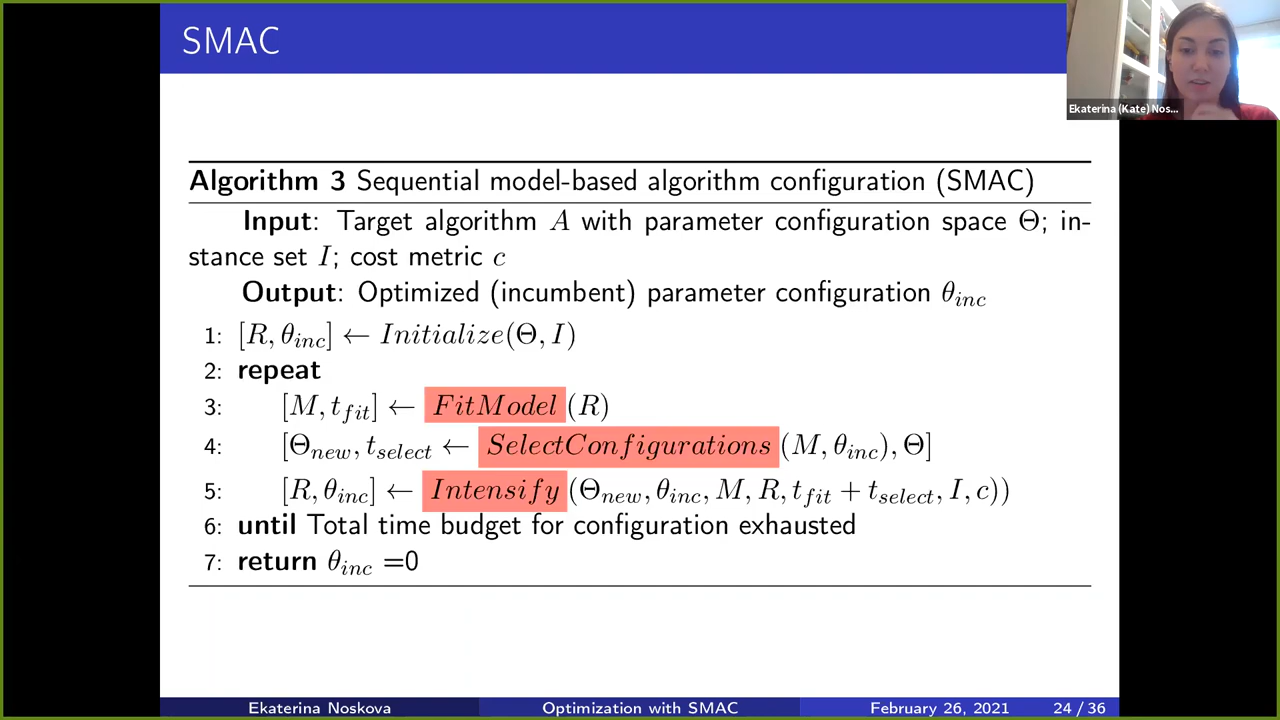 SMAC
Ekaterina (Kate) Nos...
Algorithm 3 Sequential model-based algorithm configuration (SMAC)
Input: Target algorithm A with parameter configuration space Θ; in-
stance set I; cost metric c
Output: Optimized (incumbent) parameter configuration θ_inc
1: [R, θ_inc] ← Initialize(Θ, I)
2: repeat
3: [M, t_fit] ← FitModel(R)
4: [Θ_new, t_select ← SelectConfigurations(M, θ_inc), Θ]
5: [R, θ_inc] ← Intensify(Θ_new, θ_inc, M, R, t_fit + t_select, I, c))
6: until Total time budget for configuration exhausted
7: return θ_inc =0
Ekaterina Noskova Optimization with SMAC February 26, 2021 24 / 36